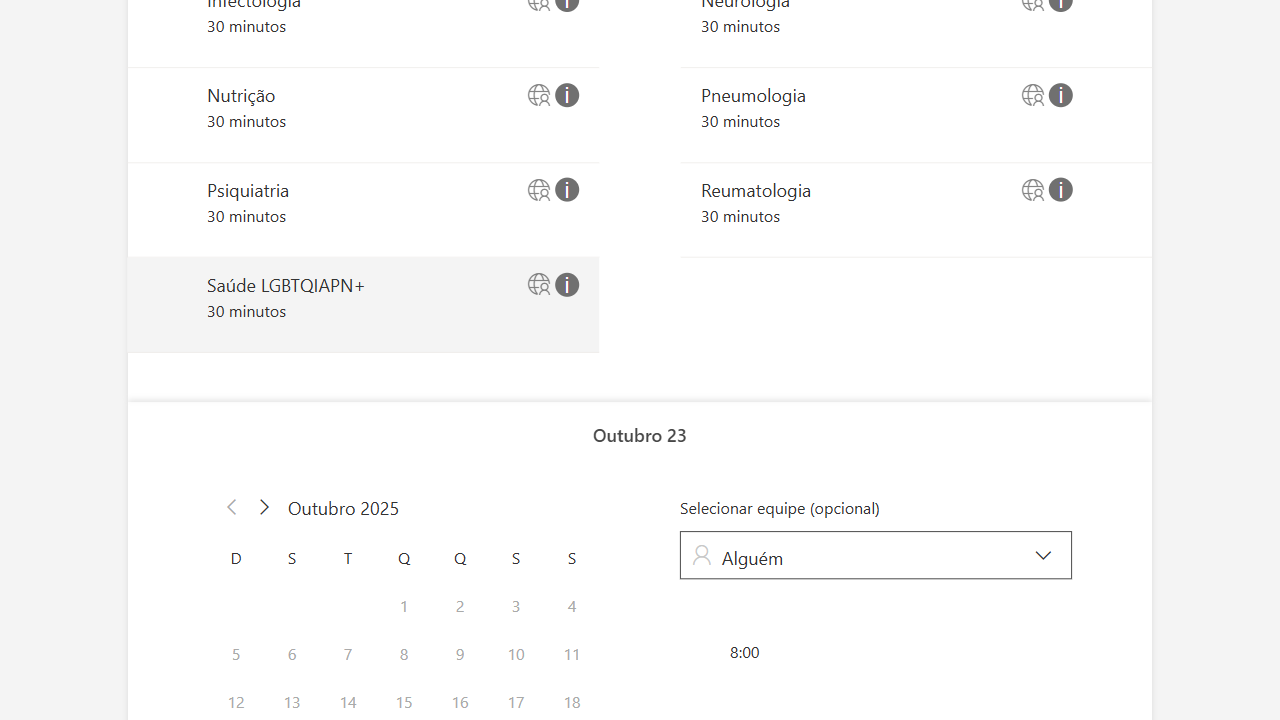 Infectologia
30 minutos
Neurologia
30 minutos
Nutrição
30 minutos
Pneumologia
30 minutos
Psiquiatria
30 minutos
Reumatologia
30 minutos
Saúde LGBTQIAPN+
30 minutos
Outubro 23
Outubro 2025
D S T Q Q S S
1 2 3 4
5 6 7 8 9 10 11
12 13 14 15 16 17 18
Selecionar equipe (opcional)
Alguém
8:00